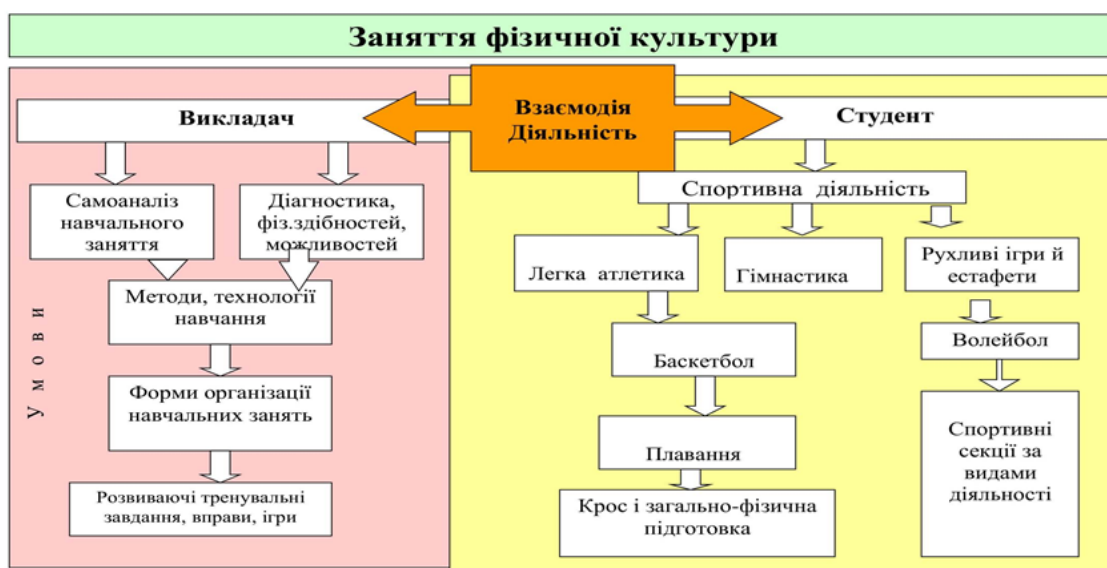 Заняття фізичної культури
Взаємодія
Діяльність
Викладач
Студент
Самоаналіз
навчального
заняття
Діагностика,
фіз.здібностей,
можливостей
Методи, технології
навчання
Форми організації
навчальних занять
Розвиваючі тренувальні
завдання, вправи, ігри
Умови
Спортивна діяльність
Легка атлетика
Гімнастика
Рухливі ігри й
естафети
Баскетбол
Волейбол
Плавання
Спортивні
секції за
видами
діяльності
Крос і загально-фізична
підготовка